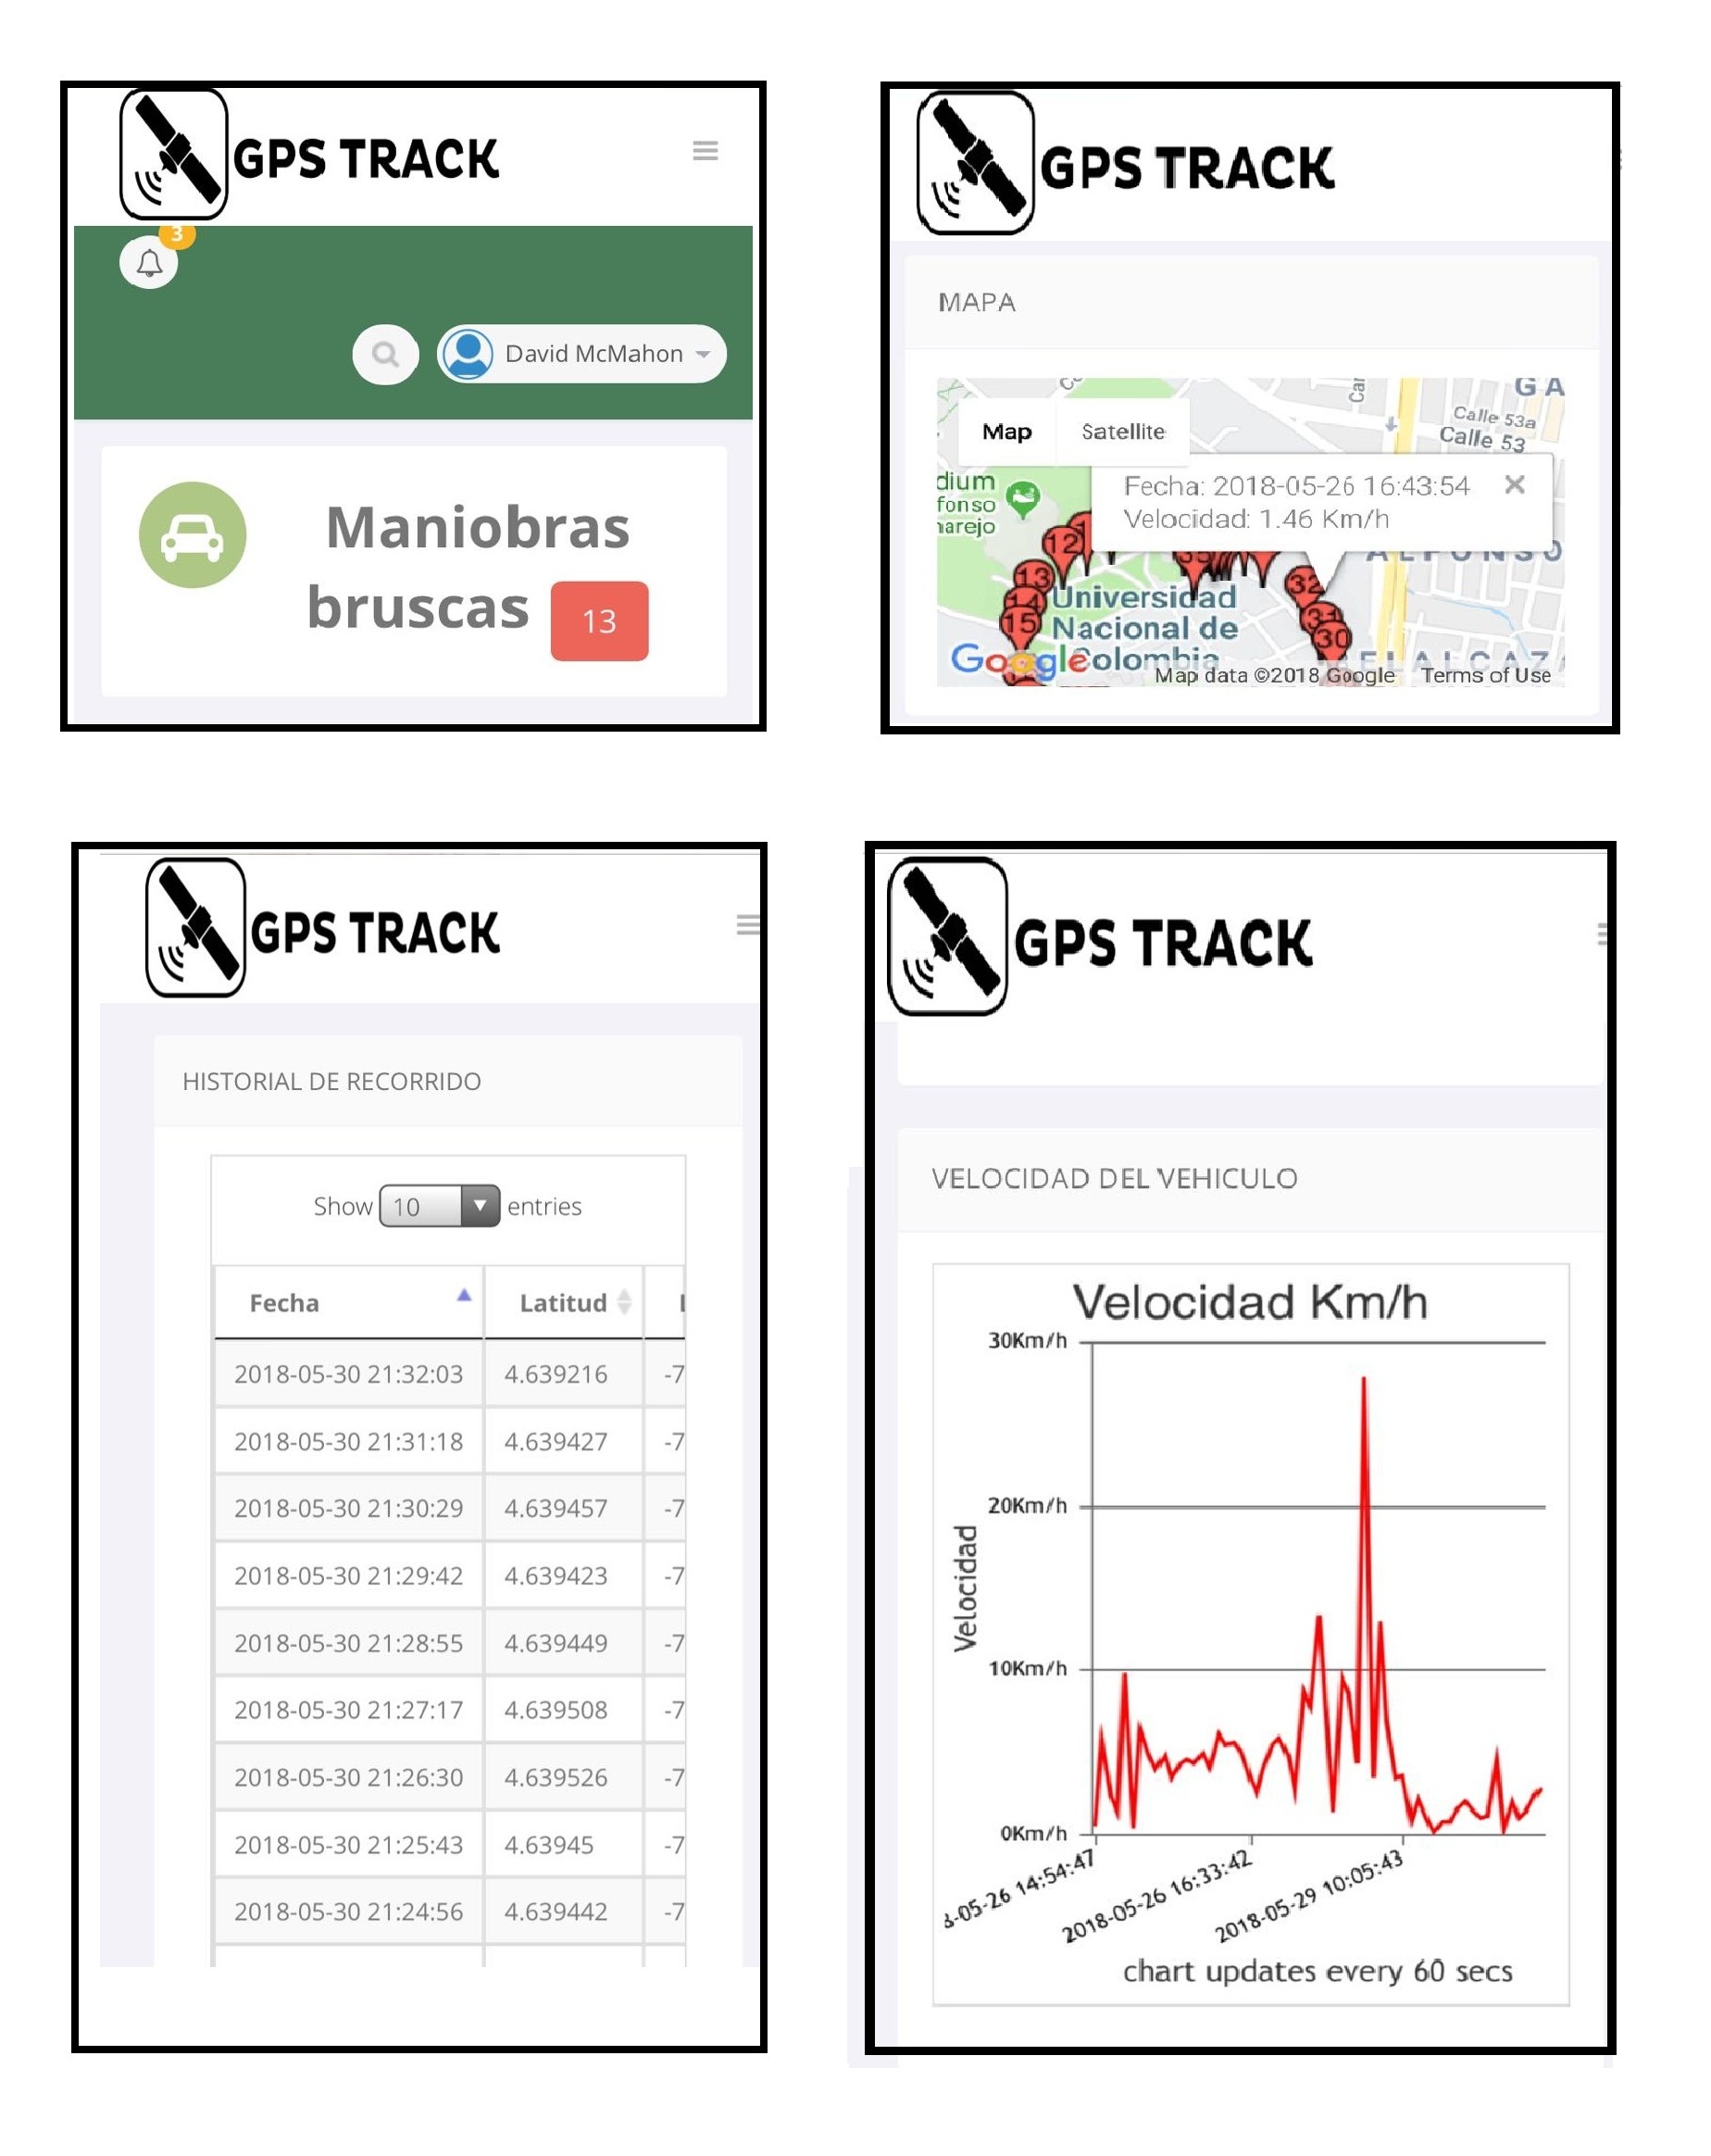 GPS TRACK
3
David McMahon
Maniobras
bruscas 13
GPS TRACK
MAPA
Map Satellite
Calle 53a
Calle 53
Fecha: 2018-05-26 16:43:54
Velocidad: 1.46 Km/h
12
13
15
32
31
30
Universidad
Nacional de
Colombia
Google
Map data ©2018 Google Terms of Use
GPS TRACK
HISTORIAL DE RECORRIDO
Show 10 entries
Fecha Latitud
2018-05-30 21:32:03 4.639216 -7
2018-05-30 21:31:18 4.639427 -7
2018-05-30 21:30:29 4.639457 -7
2018-05-30 21:29:42 4.639423 -7
2018-05-30 21:28:55 4.639449 -7
2018-05-30 21:27:17 4.639508 -7
2018-05-30 21:26:30 4.639526 -7
2018-05-30 21:25:43 4.63945 -7
2018-05-30 21:24:56 4.639442 -7
GPS TRACK
VELOCIDAD DEL VEHICULO
Velocidad Km/h
30Km/h
20Km/h
10Km/h
0Km/h
Velocidad
-05-26 14:54:47
2018-05-26 16:33:42
2018-05-29 10:05:43
chart updates every 60 secs